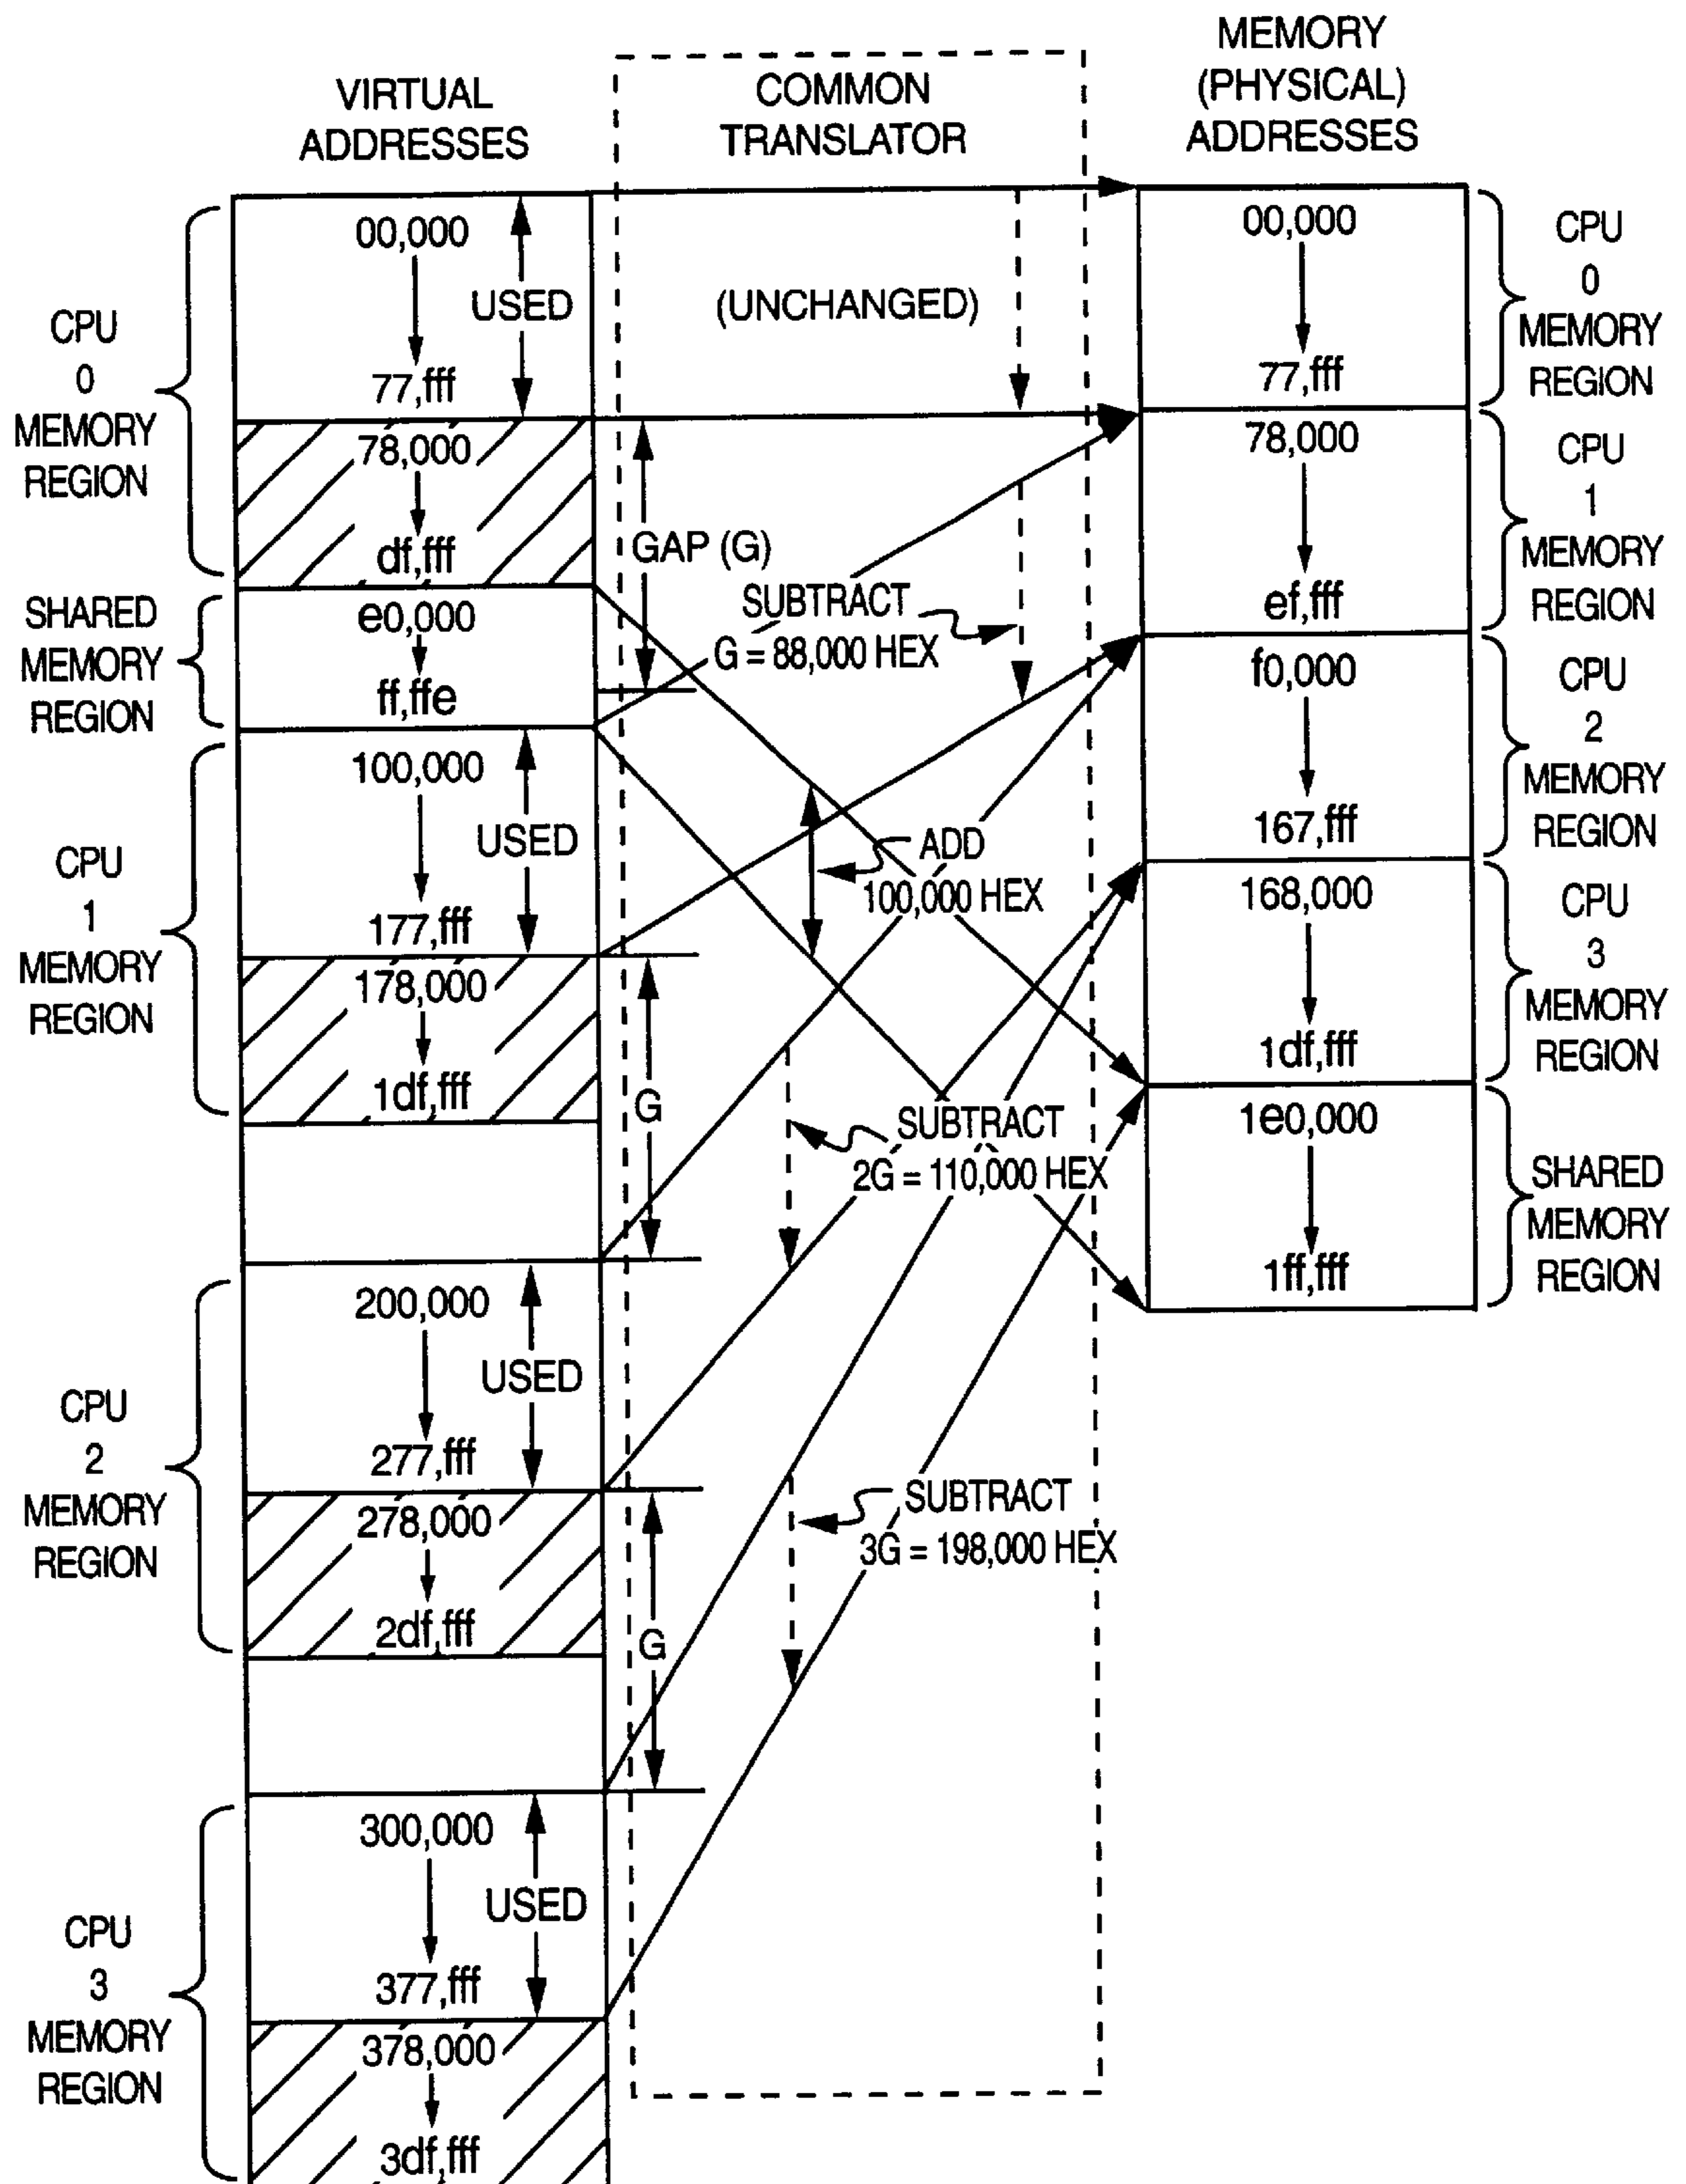 VIRTUAL
ADDRESSES
COMMON
TRANSLATOR
MEMORY
(PHYSICAL)
ADDRESSES
CPU
0
MEMORY
REGION
00,000
77,fff
USED
78,000
df,fff
SHARED
MEMORY
REGION
e0,000
ff,ffe
CPU
1
MEMORY
REGION
100,000
177,fff
USED
178,000
1df,fff
CPU
2
MEMORY
REGION
200,000
277,fff
USED
278,000
2df,fff
CPU
3
MEMORY
REGION
300,000
377,fff
USED
378,000
3df,fff
(UNCHANGED)
GAP (G)
SUBTRACT
G = 88,000 HEX
ADD
100,000 HEX
G
SUBTRACT
2G = 110,000 HEX
G
SUBTRACT
3G = 198,000 HEX
00,000
77,fff
CPU
0
MEMORY
REGION
78,000
ef,fff
CPU
1
MEMORY
REGION
f0,000
167,fff
CPU
2
MEMORY
REGION
168,000
1df,fff
CPU
3
MEMORY
REGION
1e0,000
1ff,fff
SHARED
MEMORY
REGION